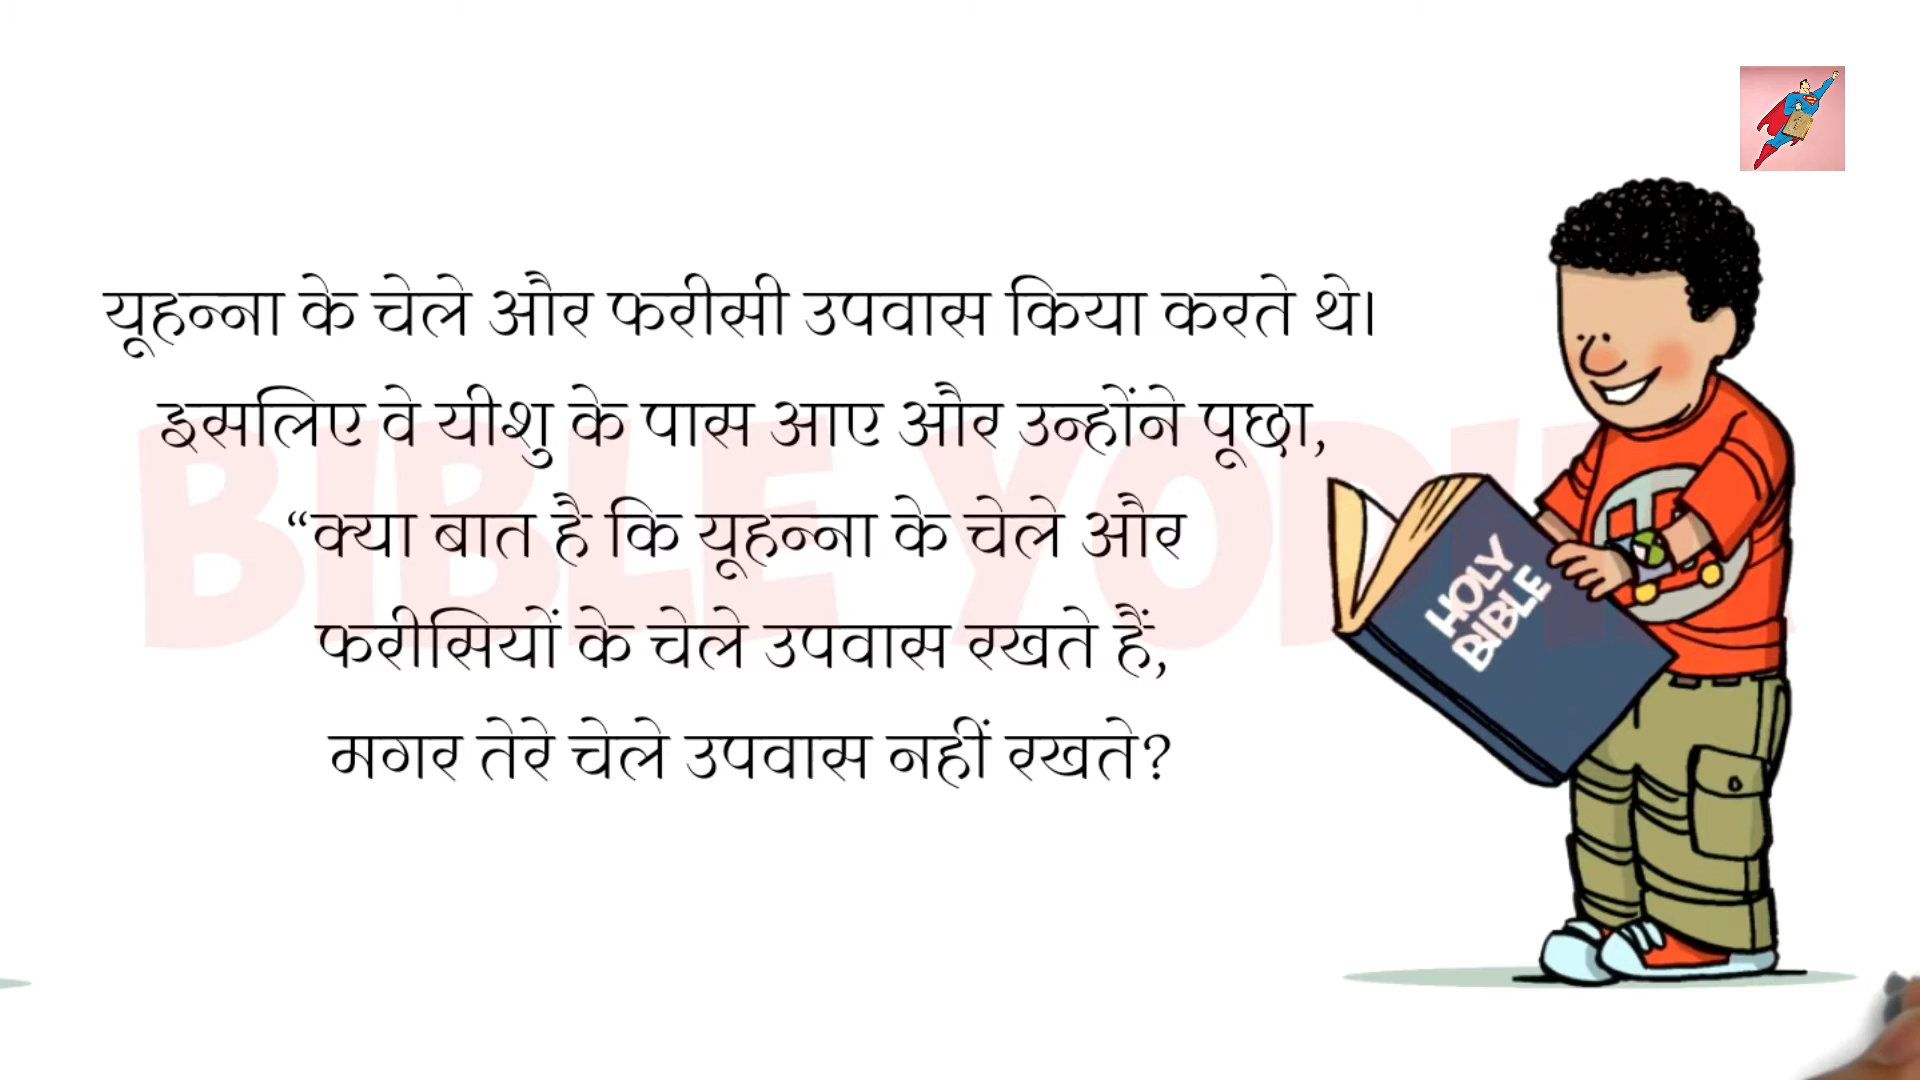 यूहन्ना के चेले और फरीसी उपवास किया करते थे।
इसलिए वे यीशु के पास आए और उन्होंने पूछा,
“क्या बात है कि यूहन्ना के चेले और
फरीसियों के चेले उपवास रखते हैं,
मगर तेरे चेले उपवास नहीं रखते?
HOLY
BIBLE